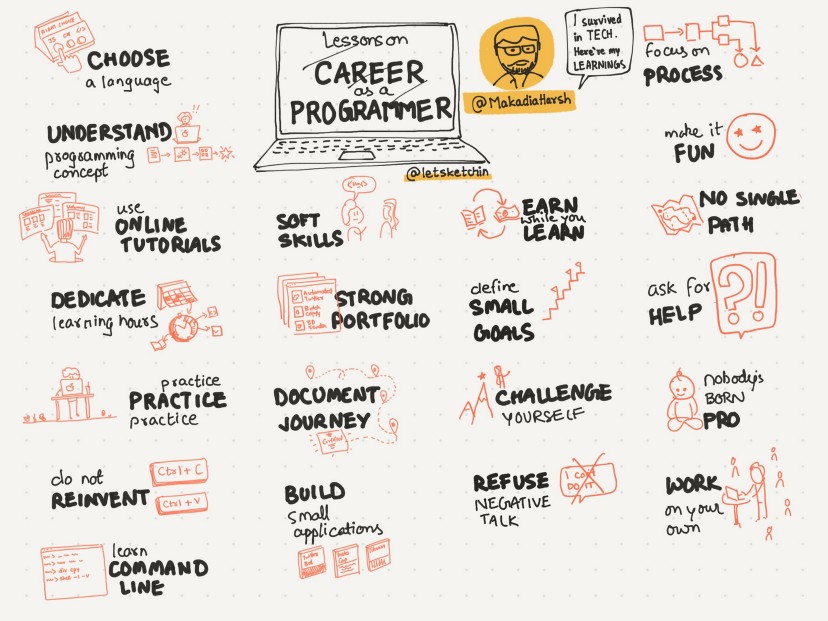 Lessons on
CAREER
as a
PROGRAMMER
@letsketchin
@MakadiaHarsh
I survived
in TECH.
Here're my
LEARNINGS
CHOOSE
a language
UNDERSTAND
programming
concept
use
ONLINE
TUTORIALS
DEDICATE
learning hours
practice
PRACTICE
practice
do not
REINVENT
Ctrl + C
Ctrl + V
learn
COMMAND
LINE
SOFT
SKILLS
STRONG
PORTFOLIO
Automated
DOCUMENT
JOURNEY
BUILD
small
applications
EARN
while you
LEARN
define
SMALL
GOALS
CHALLENGE
YOURSELF
REFUSE
NEGATIVE
TALK
DO IT
focus on
PROCESS
make it
FUN
NO SINGLE
PATH
ask for
HELP
?!
nobody's
BORN
PRO
WORK
on your
own